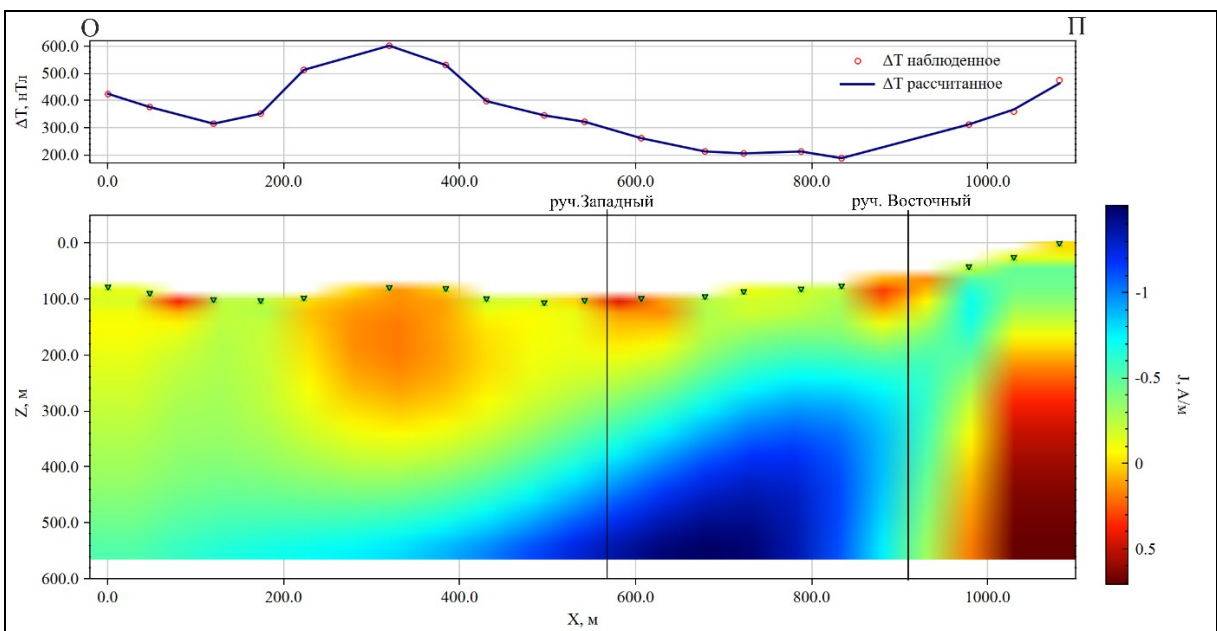 О П
600.0
500.0
400.0
300.0
200.0
ΔT, нТл
ΔT наблюденное
ΔT рассчитанное
0.0 200.0 400.0 600.0 800.0 1000.0
руч.Западный руч. Восточный
0.0
100.0
200.0
300.0
400.0
500.0
600.0
Z, м
0.0 200.0 400.0 600.0 800.0 1000.0
X, м
-1
-0.5
0
0.5
J, А/м